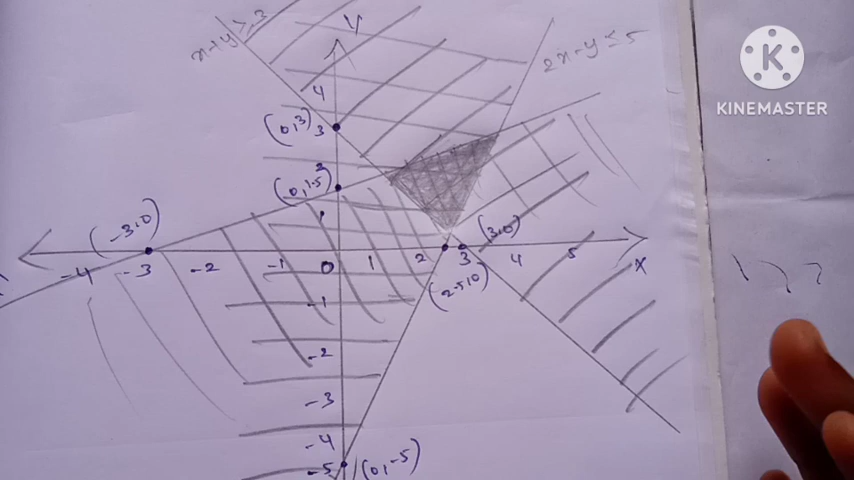 x+y≥3
y
2x-y≤5
K
KINEMASTER
4
(0,3)
3
2
(0,1.5)
1
(-3,0)
(3,0)
-4 -3 -2 -1 0 1 2 3 4 5 x
(2.5,0)
-1
-2
-3
-4
-5
(0,-5)